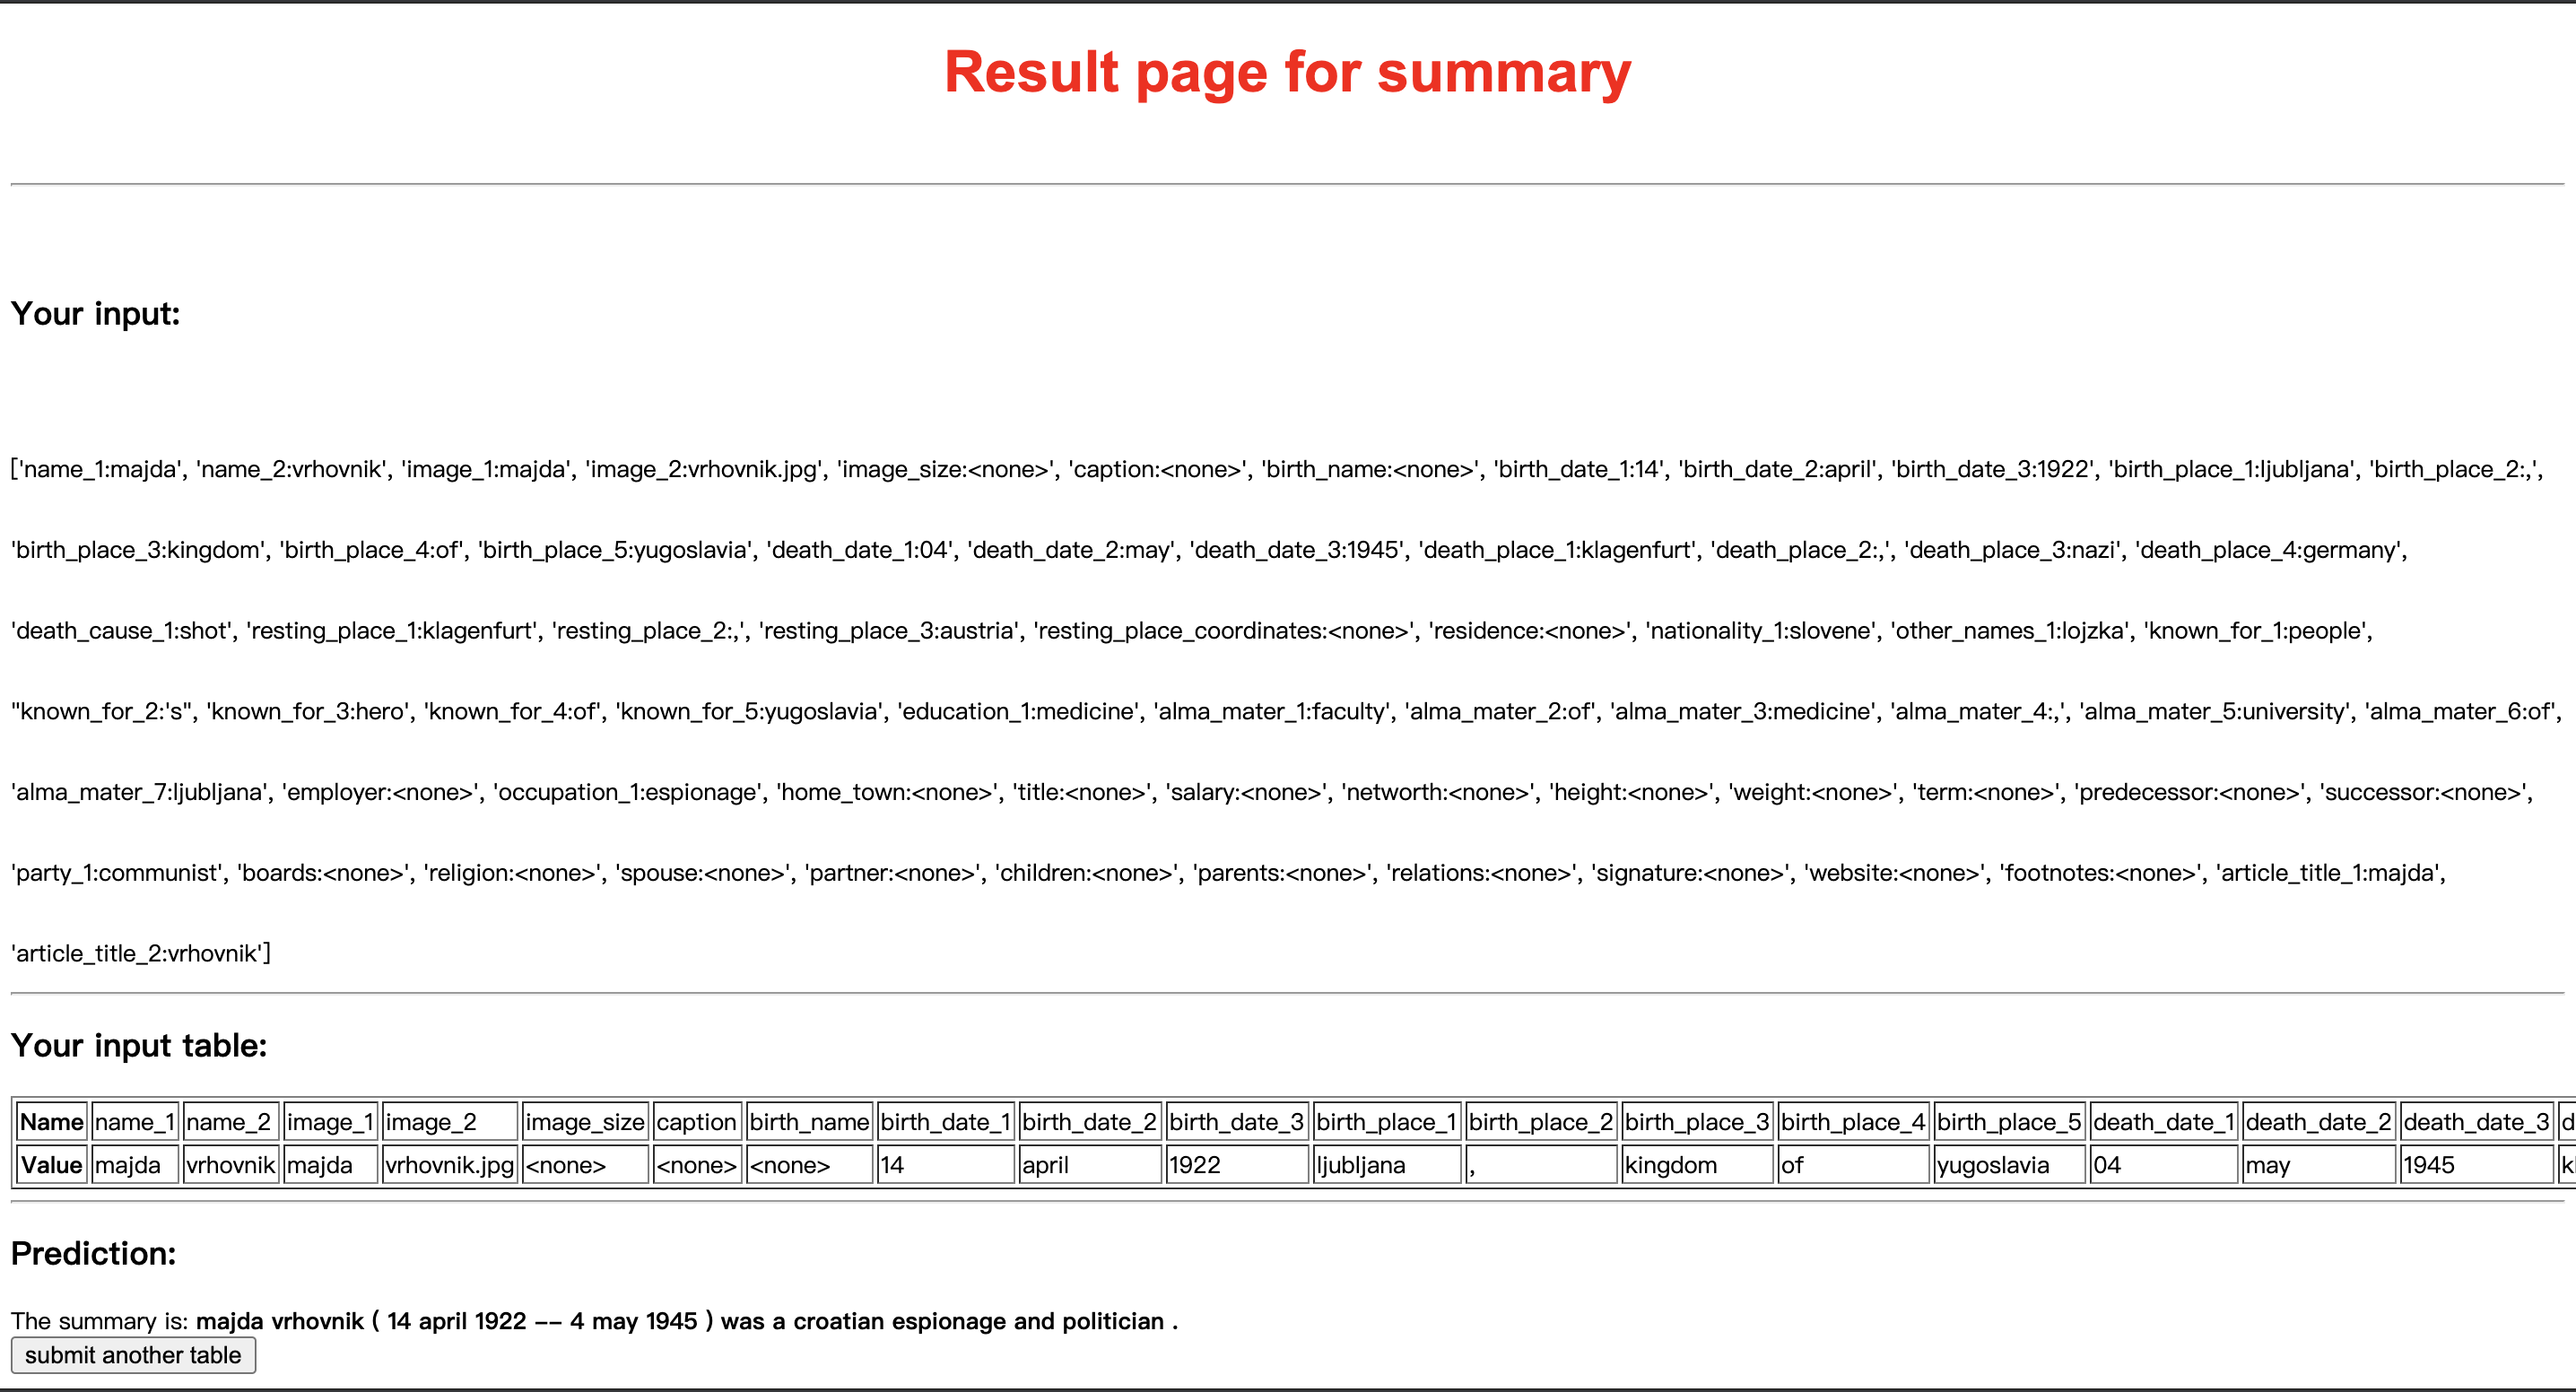 Result page for summary
Your input:
['name_1:majda', 'name_2:vrhovnik', 'image_1:majda', 'image_2:vrhovnik.jpg', 'image_size:<none>', 'caption:<none>', 'birth_name:<none>', 'birth_date_1:14', 'birth_date_2:april', 'birth_date_3:1922', 'birth_place_1:ljubljana', 'birth_place_2:,',
'birth_place_3:kingdom', 'birth_place_4:of', 'birth_place_5:yugoslavia', 'death_date_1:04', 'death_date_2:may', 'death_date_3:1945', 'death_place_1:klagenfurt', 'death_place_2:,', 'death_place_3:nazi', 'death_place_4:germany',
'death_cause_1:shot', 'resting_place_1:klagenfurt', 'resting_place_2:,', 'resting_place_3:austria', 'resting_place_coordinates:<none>', 'residence:<none>', 'nationality_1:slovene', 'other_names_1:lojzka', 'known_for_1:people',
"known_for_2:'s", 'known_for_3:hero', 'known_for_4:of', 'known_for_5:yugoslavia', 'education_1:medicine', 'alma_mater_1:faculty', 'alma_mater_2:of', 'alma_mater_3:medicine', 'alma_mater_4:,', 'alma_mater_5:university', 'alma_mater_6:of',
'alma_mater_7:ljubljana', 'employer:<none>', 'occupation_1:espionage', 'home_town:<none>', 'title:<none>', 'salary:<none>', 'networth:<none>', 'height:<none>', 'weight:<none>', 'term:<none>', 'predecessor:<none>', 'successor:<none>',
'party_1:communist', 'boards:<none>', 'religion:<none>', 'spouse:<none>', 'partner:<none>', 'children:<none>', 'parents:<none>', 'relations:<none>', 'signature:<none>', 'website:<none>', 'footnotes:<none>', 'article_title_1:majda',
'article_title_2:vrhovnik']
Your input table:
Name name_1 name_2 image_1 image_2 image_size caption birth_name birth_date_1 birth_date_2 birth_date_3 birth_place_1 birth_place_2 birth_place_3 birth_place_4 birth_place_5 death_date_1 death_date_2 death_date_3
Value majda vrhovnik majda vrhovnik.jpg <none> <none> <none> 14 april 1922 ljubljana , kingdom of yugoslavia 04 may 1945
Prediction:
The summary is: majda vrhovnik ( 14 april 1922 -- 4 may 1945 ) was a croatian espionage and politician .
submit another table